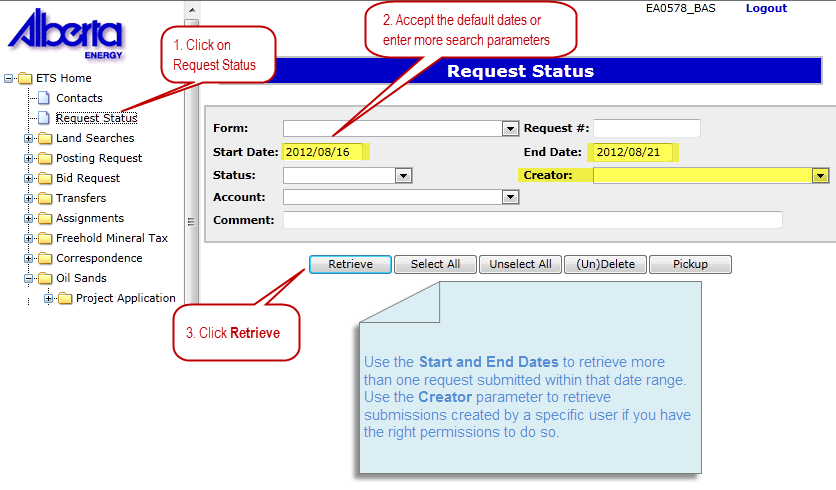 Alberta
ENERGY
EA0578_BAS
Logout
1. Click on
Request Status
2. Accept the default dates or
enter more search parameters
Request Status
ETS Home
Contacts
Request Status
Land Searches
Posting Request
Bid Request
Transfers
Assignments
Freehold Mineral Tax
Correspondence
Oil Sands
Project Application
Form:
Request #:
Start Date: 2012/08/16
End Date: 2012/08/21
Status:
Creator:
Account:
Comment:
Retrieve
Select All
Unselect All
(Un)Delete
Pickup
3. Click Retrieve
Use the Start and End Dates to retrieve more
than one request submitted within that date range.
Use the Creator parameter to retrieve
submissions created by a specific user if you have
the right permissions to do so.